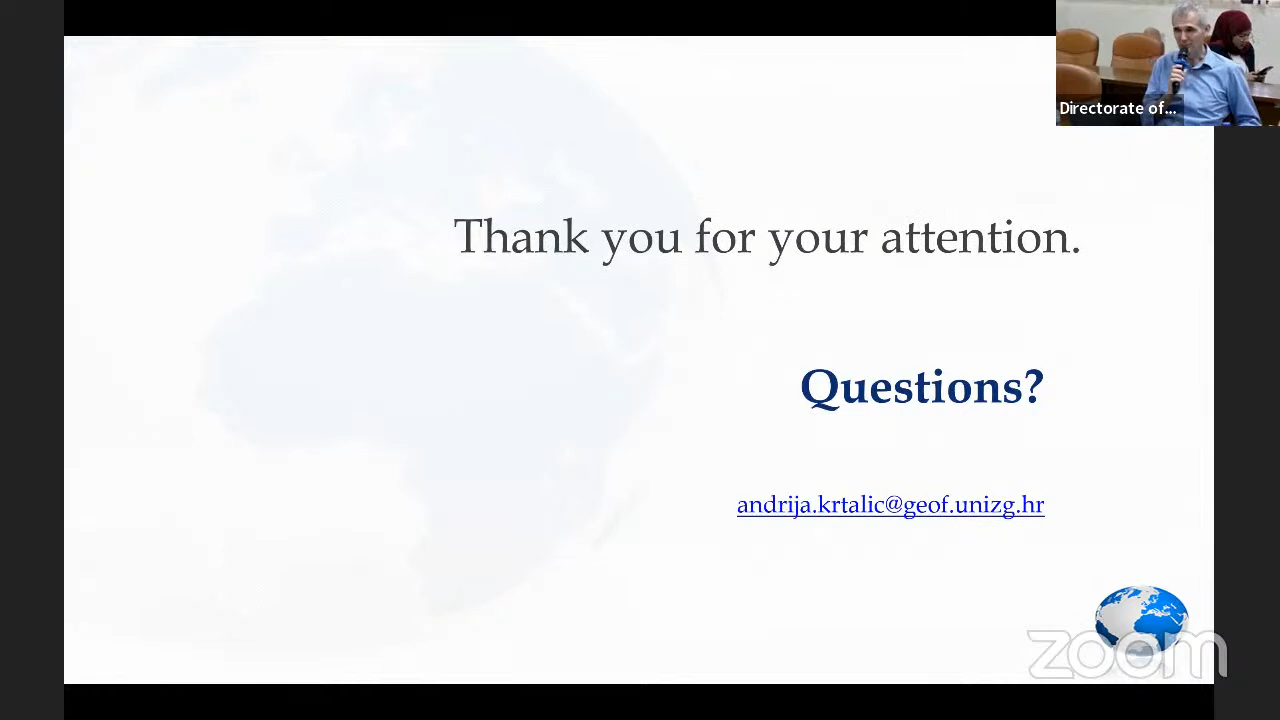 Directorate of...
Thank you for your attention.
Questions?
andrija.krtalic@geof.unizg.hr
zoom